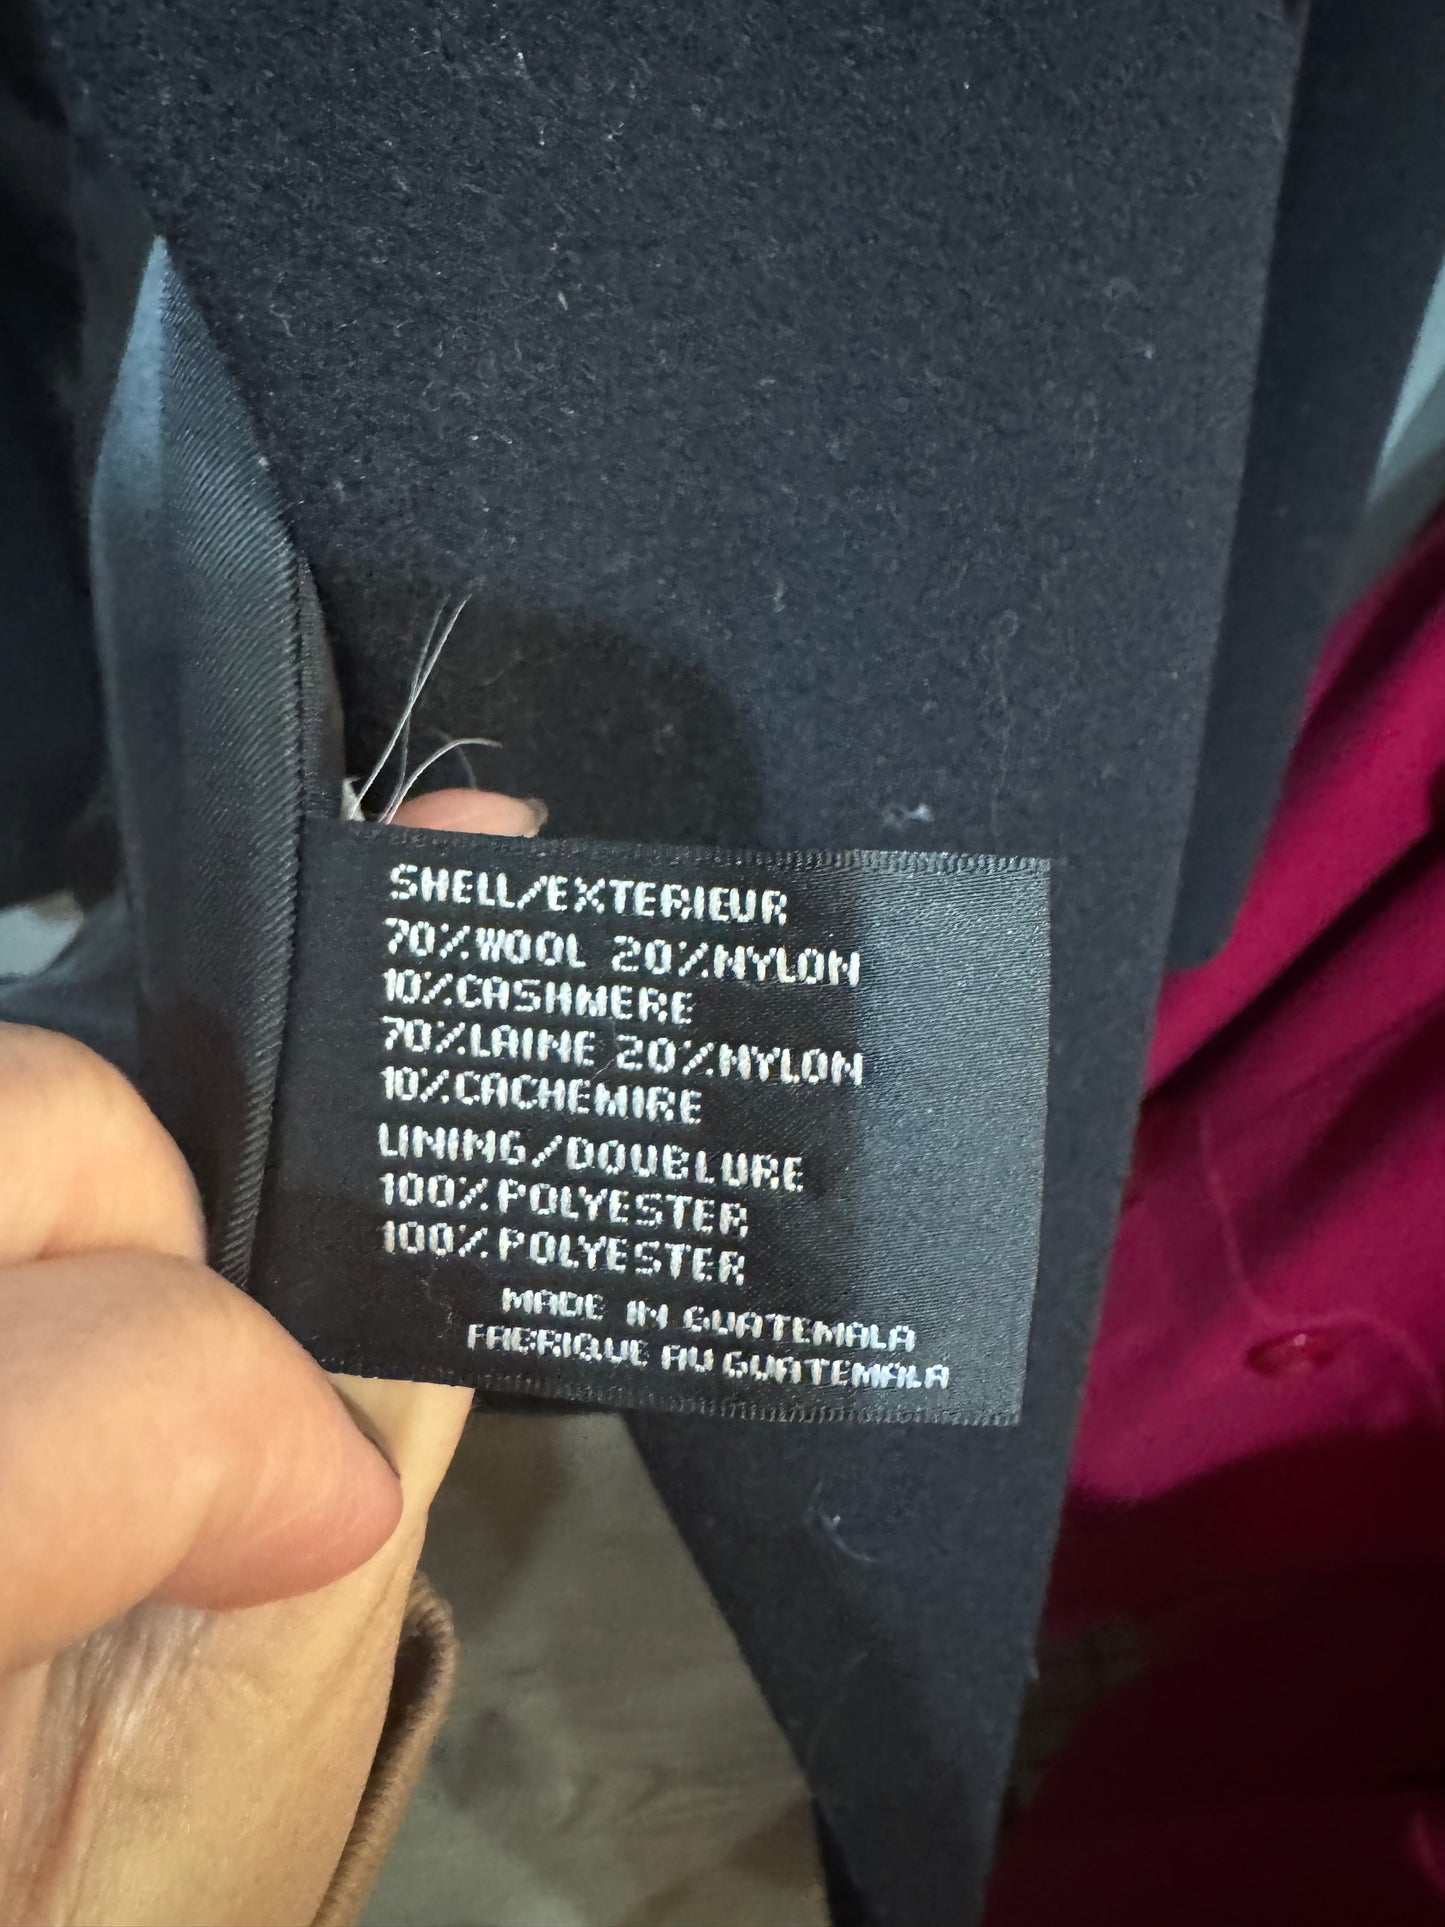 SHELL/EXTERIEUR
70%WOOL 20%NYLON
10%CASHMERE
70%LAINE 20%NYLON
10%CACHEMIRE
LINING/DOUBLURE
100%POLYESTER
100%POLYESTER
MADE IN GUATEMALA
FABRIQUE AU GUATEMALA